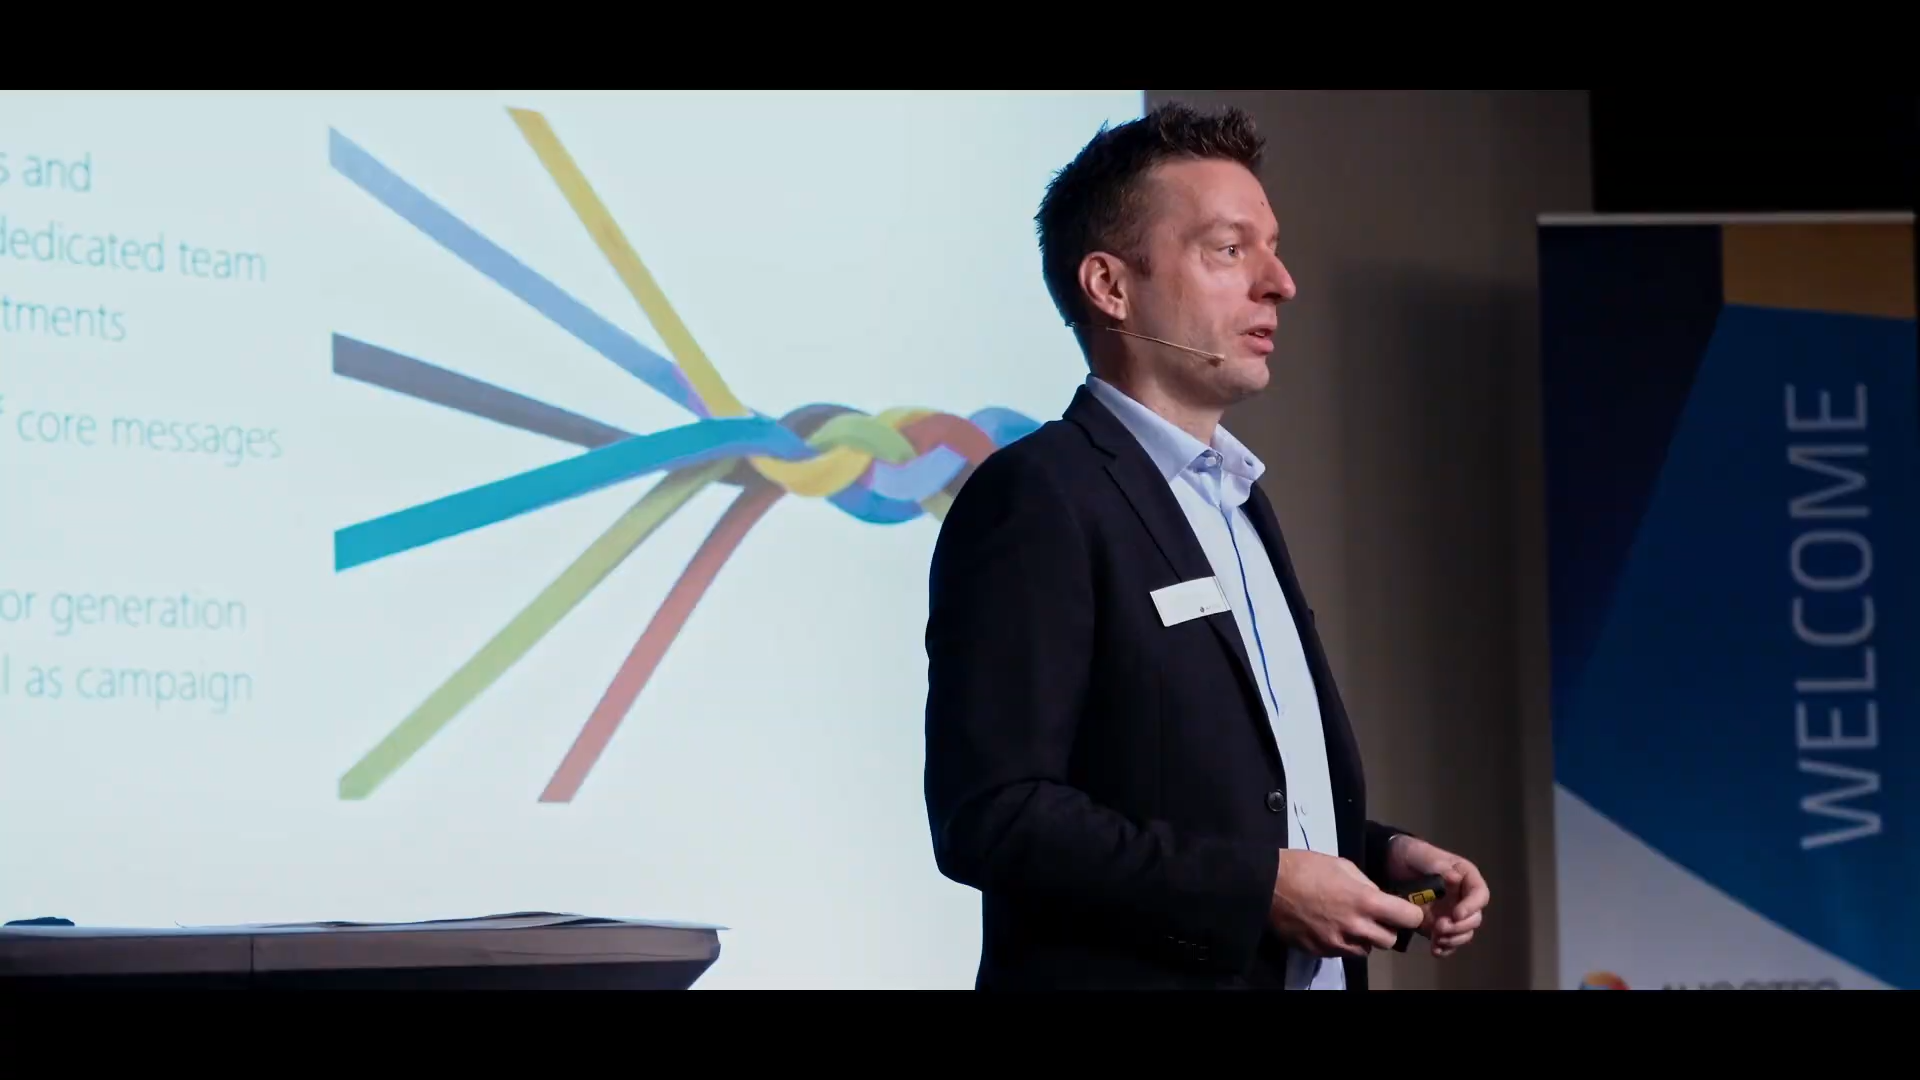 s and
dedicated team
tments
f core messages
or generation
l as campaign
WELCOME